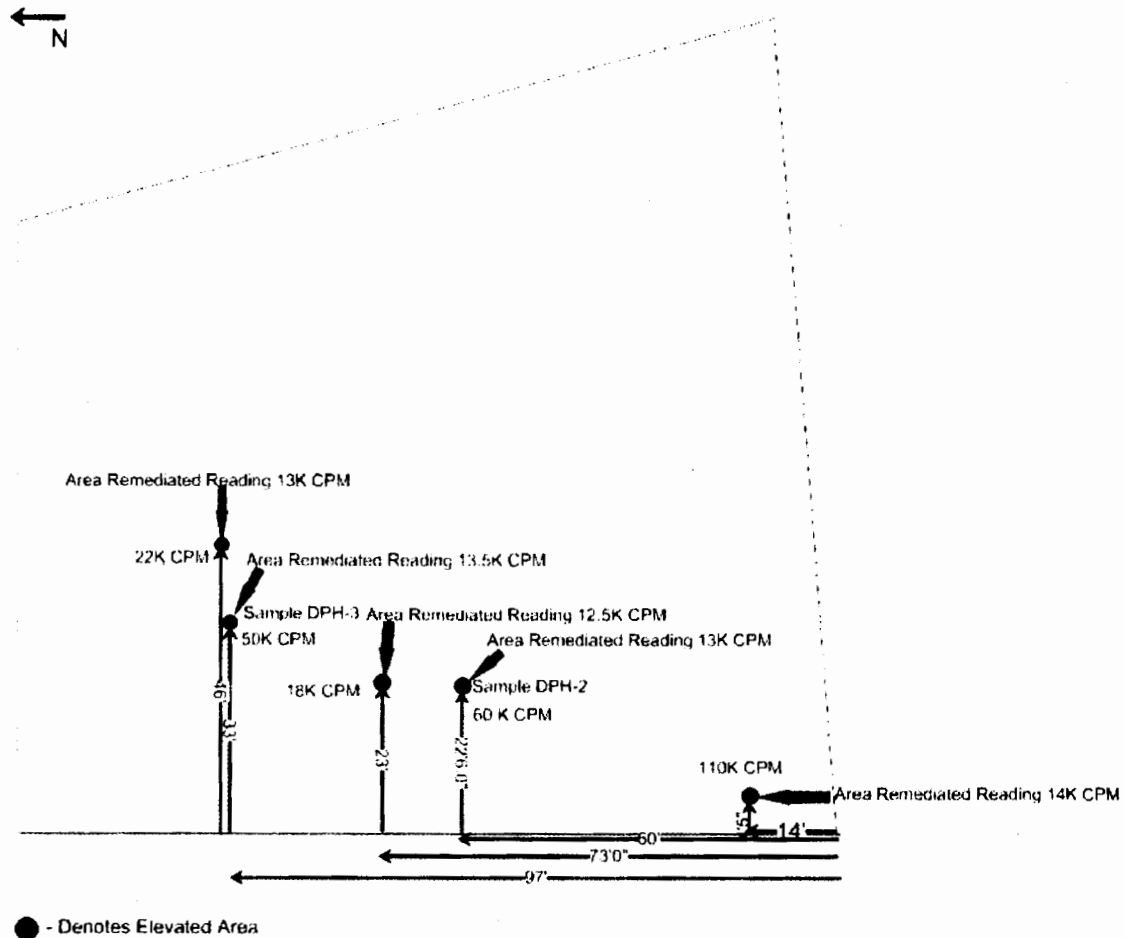 N
Area Remediated Reading 13K CPM
22K CPM
Area Remediated Reading 13.5K CPM
Sample DPH-3
Area Remediated Reading 12.5K CPM
50K CPM
Area Remediated Reading 13K CPM
18K CPM
Sample DPH-2
60 K CPM
46'
33'
23'
22'6.0"
110K CPM
Area Remediated Reading 14K CPM
14'
60'
73'0"
97'
- Denotes Elevated Area